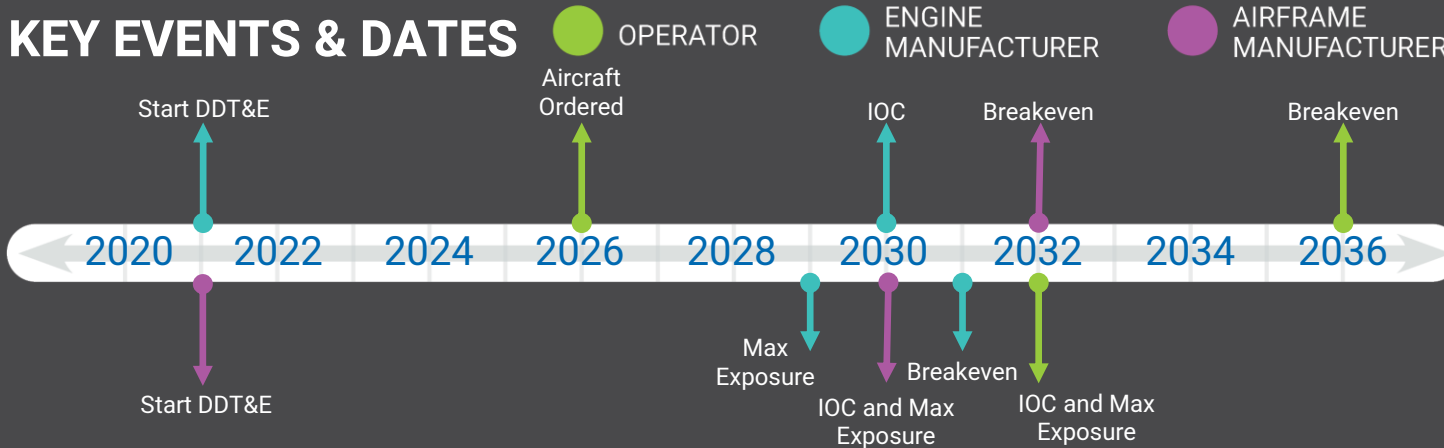 KEY EVENTS & DATES
OPERATOR
ENGINE
MANUFACTURER
AIRFRAME
MANUFACTURER
Start DDT&E
Aircraft
Ordered
IOC
Breakeven
Breakeven
2020
2022
2024
2026
2028
2030
2032
2034
2036
Start DDT&E
Max
Exposure
IOC and Max
Exposure
Breakeven
IOC and Max
Exposure